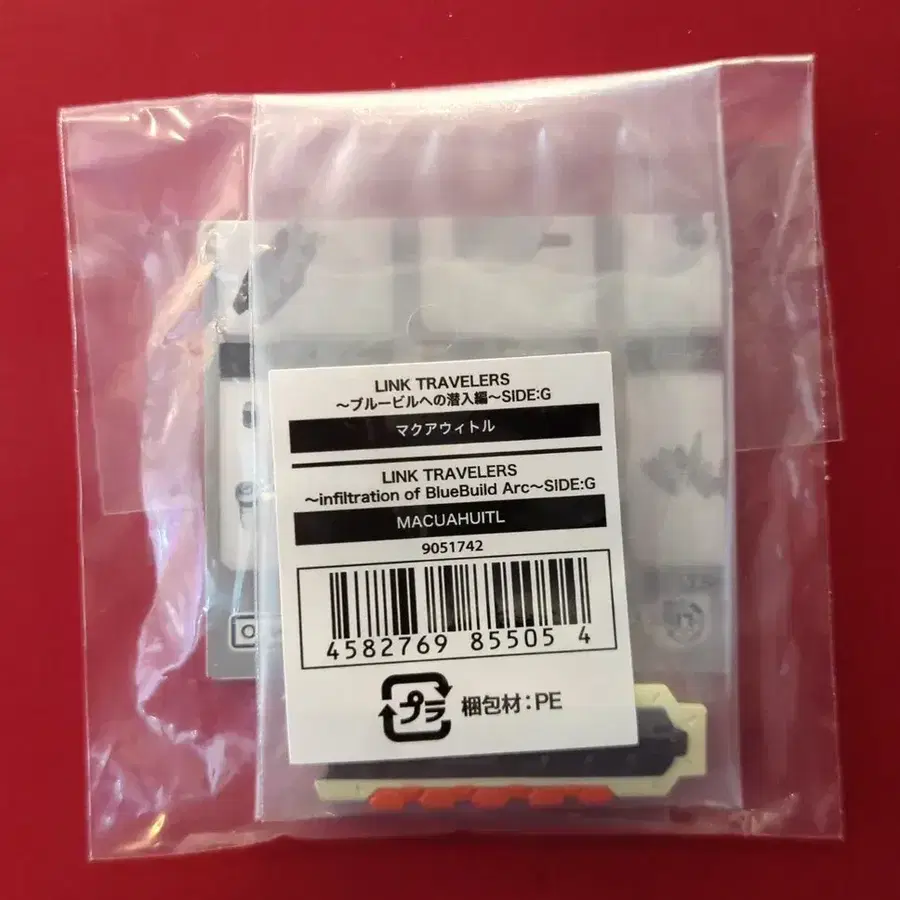 LINK TRAVELERS
～ブルービルへの潜入編～SIDE:G
マクアウィトル
LINK TRAVELERS
～infiltration of BlueBuild Arc～SIDE:G
MACUAHUITL
9051742
4582769 85505 4
プラ 梱包材：PE